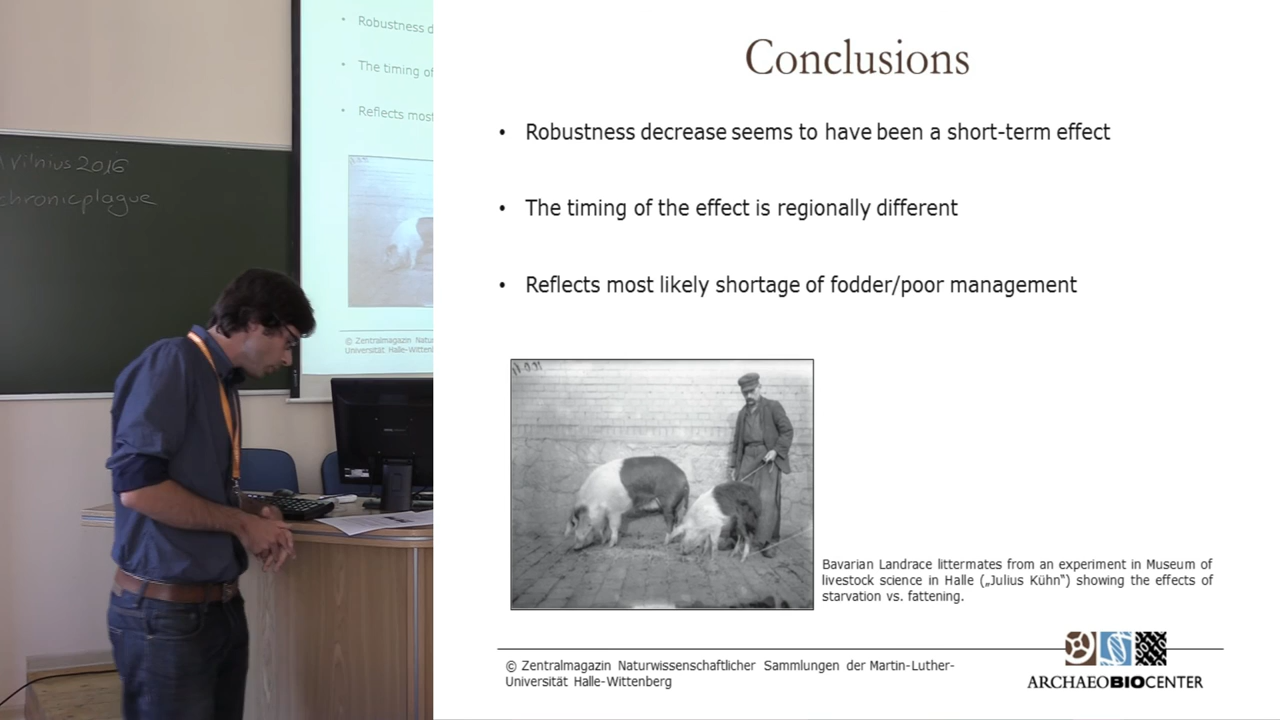 Vilnius 2016
chronicplague
Robustness d
The timing of
Reflects most
© Zentralmagazin Natur
Universität Halle-Wittenb
Conclusions
• Robustness decrease seems to have been a short-term effect
• The timing of the effect is regionally different
• Reflects most likely shortage of fodder/poor management
Bavarian Landrace littermates from an experiment in Museum of
livestock science in Halle („Julius Kühn“) showing the effects of
starvation vs. fattening.
© Zentralmagazin Naturwissenschaftlicher Sammlungen der Martin-Luther-
Universität Halle-Wittenberg
ARCHAEOBIOCENTER